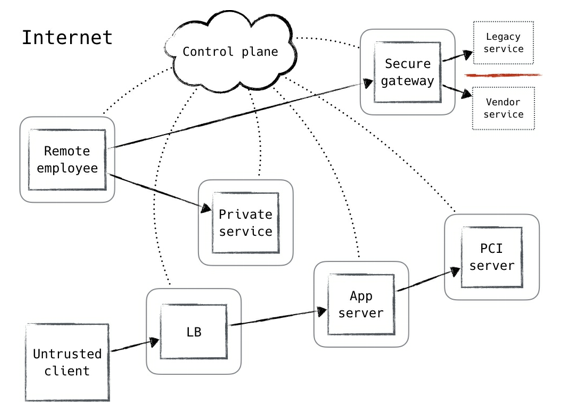 Internet
Control plane
Secure
gateway
Legacy
service
Vendor
service
Remote
employee
Private
service
PCI
server
App
server
LB
Untrusted
client